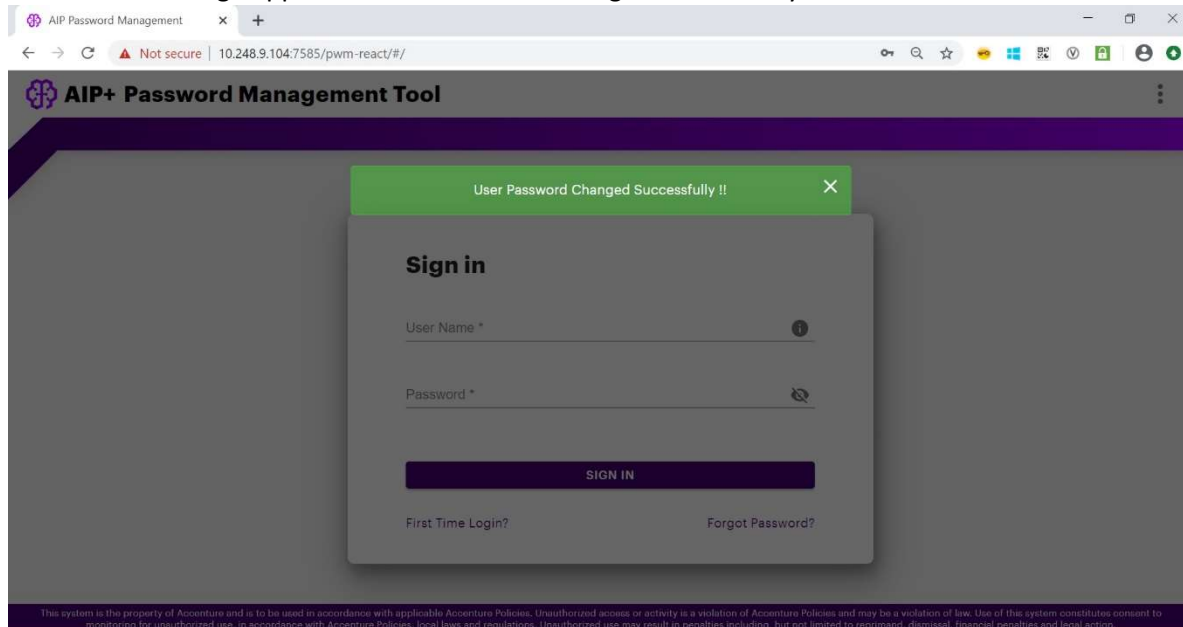 AIP Password Management
Not secure | 10.248.9.104:7585/pwm-react/#/
AIP+ Password Management Tool
User Password Changed Successfully !!
Sign in
User Name *
Password *
SIGN IN
First Time Login? Forgot Password?
This system is the property of Accenture and is to be used in accordance with applicable Accenture Policies. Unauthorized access or activity is a violation of Accenture Policies and may be a violation of law. Use of this system constitutes consent to
monitoring for unauthorized use, in accordance with Accenture Policies, local laws and regulations. Unauthorized use may result in penalties including, but not limited to reprimand, dismissal, financial penalties and legal action.